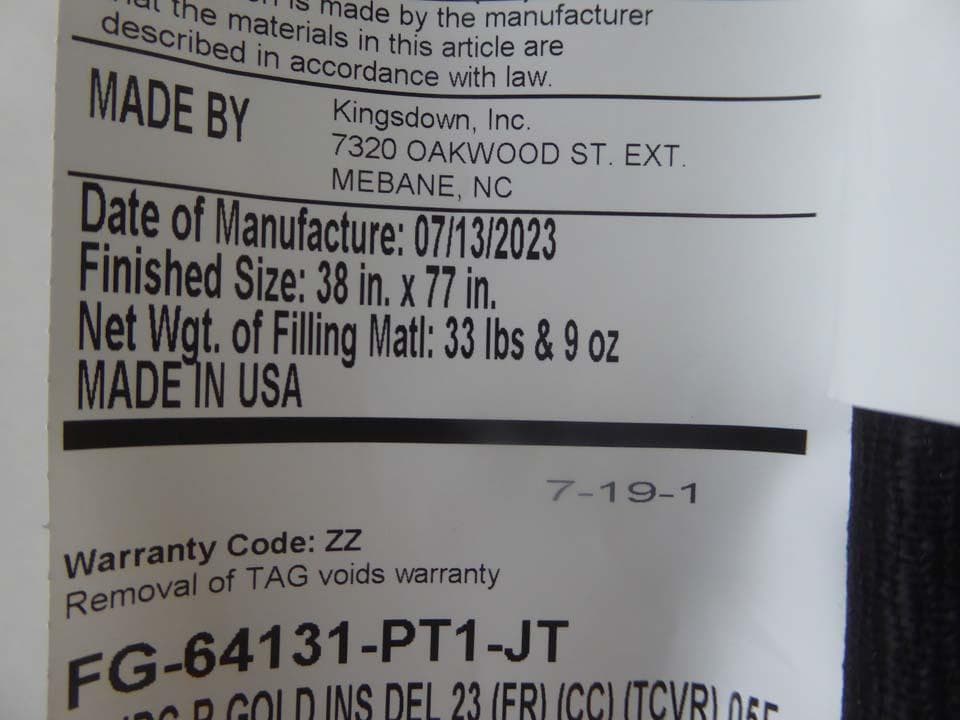 is made by the manufacturer
the materials in this article are
described in accordance with law.
MADE BY
Kingsdown, Inc.
7320 OAKWOOD ST. EXT.
MEBANE, NC
Date of Manufacture: 07/13/2023
Finished Size: 38 in. x 77 in.
Net Wgt. of Filling Matl: 33 lbs & 9 oz
MADE IN USA
7-19-1
Warranty Code: ZZ
Removal of TAG voids warranty
FG-64131-PT1-JT
R GOLD INS DEL 23 (FR) (CC) (TCVR)